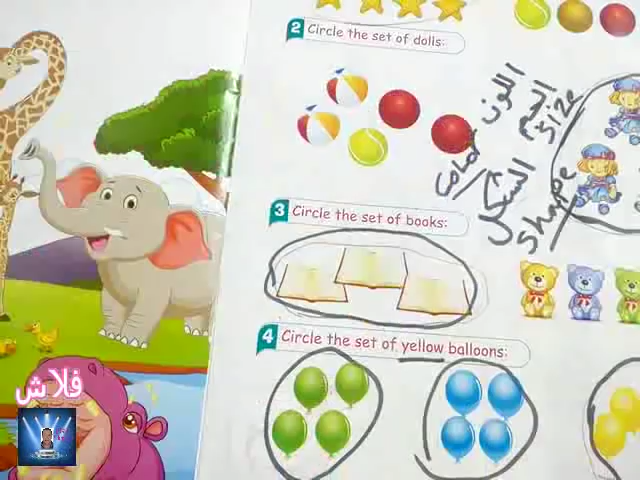 2 Circle the set of dolls:
اللون
الحجم
size
color
الشكل
shape
3 Circle the set of books:
4 Circle the set of yellow balloons:
فلاش